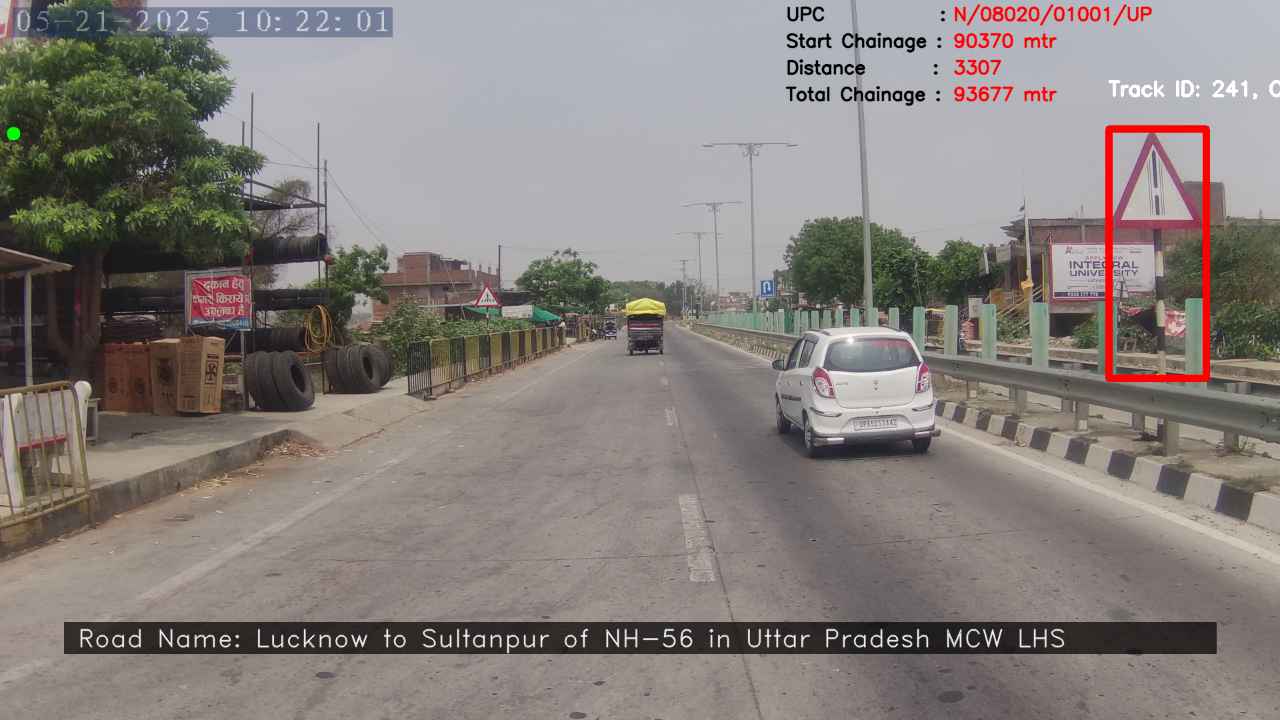 05-21-2025 10:22:01
UPC : N/08020/01001/UP
Start Chainage : 90370 mtr
Distance : 3307
Total Chainage : 93677 mtr
Track ID: 241,
दुकान हेतु
INTEGRAL
UNIVERSITY
Road Name: Lucknow to Sultanpur of NH-56 in Uttar Pradesh MCW LHS